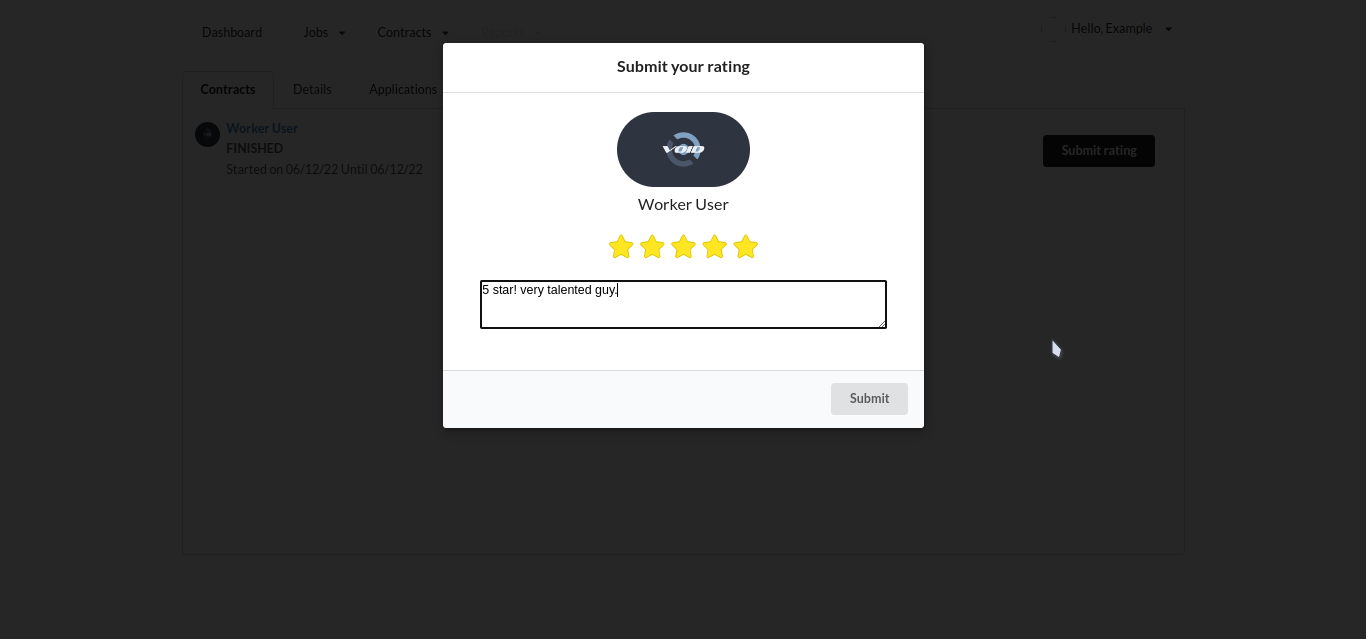 Dashboard
Jobs
Contracts
Reports
Hello, Example
Submit your rating
Contracts
Details
Applications
Worker User
FINISHED
Started on 06/12/22 Until 06/12/22
Submit rating
VOID
Worker User
5 star! very talented guy.
Submit